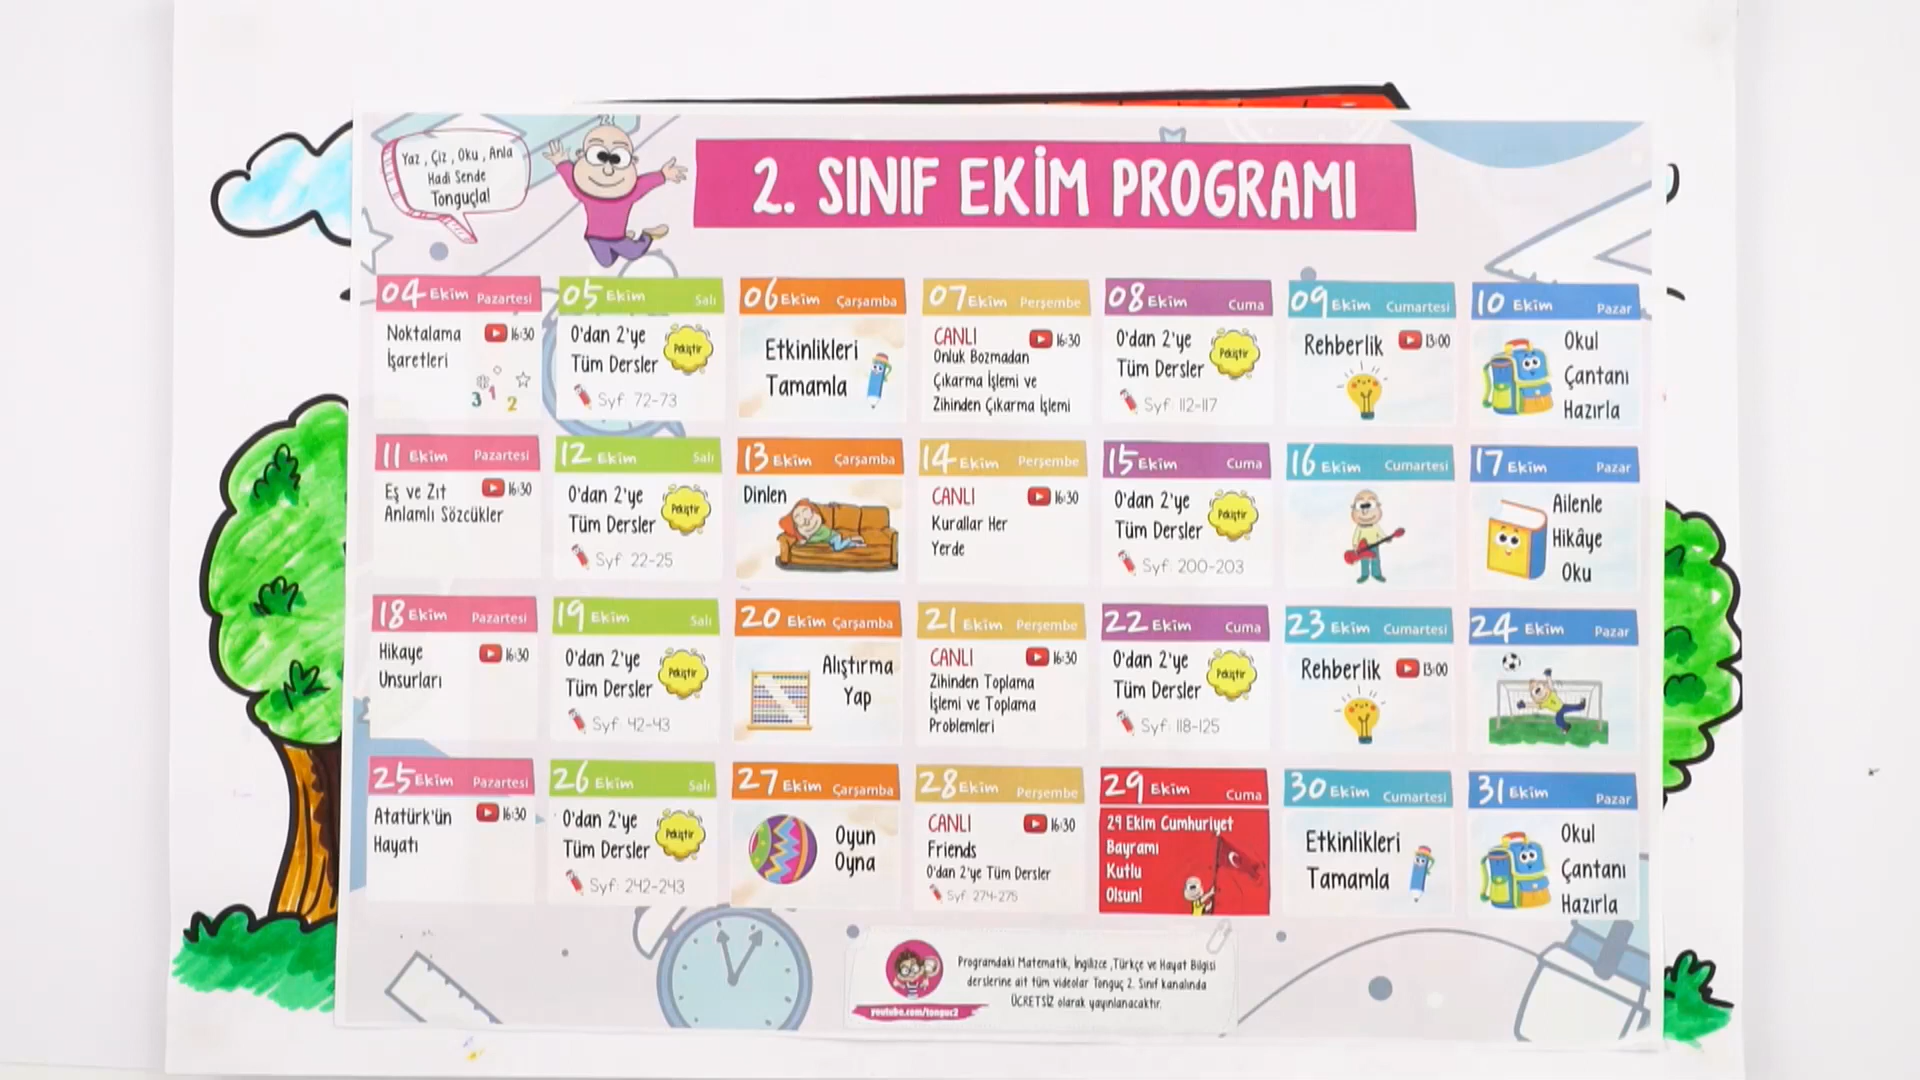 Yaz , Çiz , Oku , Anla
Hadi Sende
Tonguçla!
2. SINIF EKİM PROGRAMI
04 Ekim Pazartesi
Noktalama 16:30
İşaretleri
3 1 2
05 Ekim Salı
0'dan 2'ye
Tüm Dersler
Pekiştir
Syf: 72-73
06 Ekim Çarşamba
Etkinlikleri
Tamamla
07 Ekim Perşembe
CANLI 16:30
Onluk Bozmadan
Çıkarma İşlemi ve
Zihinden Çıkarma İşlemi
08 Ekim Cuma
0'dan 2'ye
Tüm Dersler
Pekiştir
Syf: 112-117
09 Ekim Cumartesi
Rehberlik 13:00
10 Ekim Pazar
Okul
Çantanı
Hazırla
11 Ekim Pazartesi
Eş ve Zıt 16:30
Anlamlı Sözcükler
12 Ekim Salı
0'dan 2'ye
Tüm Dersler
Pekiştir
Syf: 22-25
13 Ekim Çarşamba
Dinlen
14 Ekim Perşembe
CANLI 16:30
Kurallar Her
Yerde
15 Ekim Cuma
0'dan 2'ye
Tüm Dersler
Pekiştir
Syf: 200-203
16 Ekim Cumartesi
17 Ekim Pazar
Ailenle
Hikâye
Oku
18 Ekim Pazartesi
Hikaye 16:30
Unsurları
19 Ekim Salı
0'dan 2'ye
Tüm Dersler
Pekiştir
Syf: 42-43
20 Ekim Çarşamba
Alıştırma
Yap
21 Ekim Perşembe
CANLI 16:30
Zihinden Toplama
İşlemi ve Toplama
Problemleri
22 Ekim Cuma
0'dan 2'ye
Tüm Dersler
Pekiştir
Syf: 118-125
23 Ekim Cumartesi
Rehberlik 13:00
24 Ekim Pazar
25 Ekim Pazartesi
Atatürk'ün 16:30
Hayatı
26 Ekim Salı
0'dan 2'ye
Tüm Dersler
Pekiştir
Syf: 242-243
27 Ekim Çarşamba
Oyun
Oyna
28 Ekim Perşembe
CANLI 16:30
Friends
0'dan 2'ye Tüm Dersler
Syf: 274-275
29 Ekim Cuma
29 Ekim Cumhuriyet
Bayramı
Kutlu
Olsun!
30 Ekim Cumartesi
Etkinlikleri
Tamamla
31 Ekim Pazar
Okul
Çantanı
Hazırla
Programdaki Matematik, İngilizce ,Türkçe ve Hayat Bilgisi
derslerine ait tüm videolar Tonguç 2. Sınıf kanalında
ÜCRETSİZ olarak yayınlanacaktır.
youtube.com/tonguc2